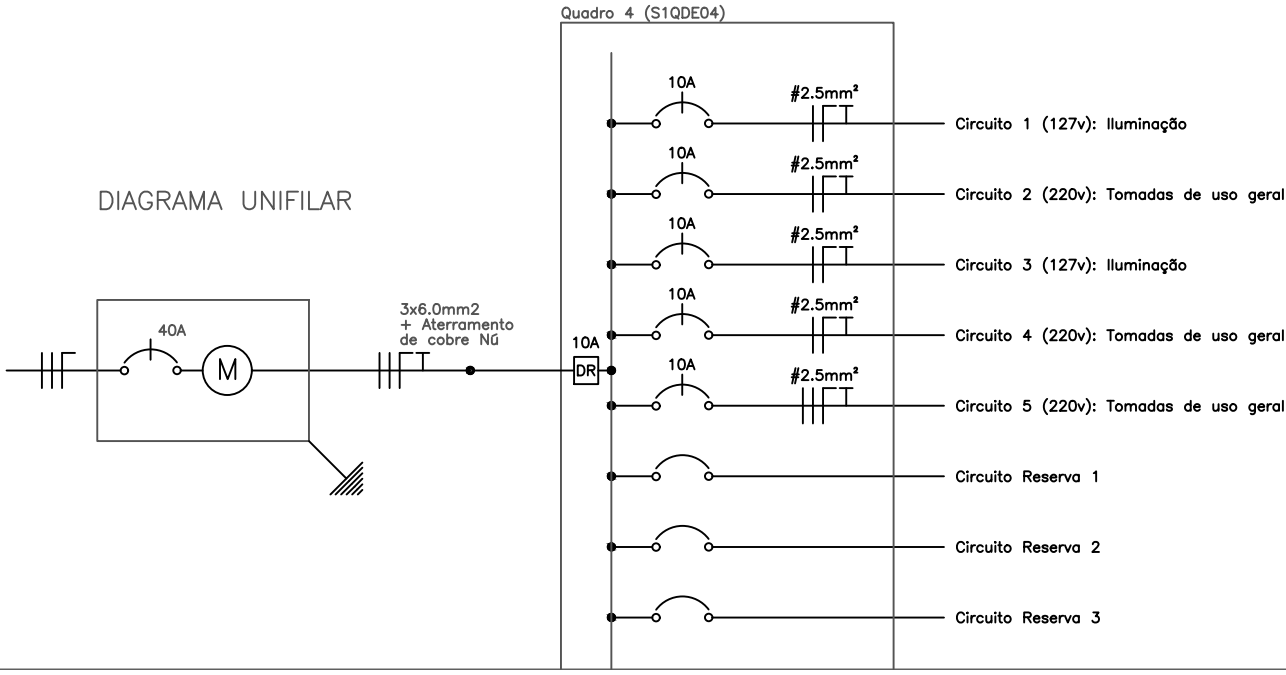 Quadro 4 (S1QDE04)
10A
#2.5mm²
Circuito 1 (127v): Iluminação
10A
#2.5mm²
Circuito 2 (220v): Tomadas de uso geral
DIAGRAMA UNIFILAR
10A
#2.5mm²
Circuito 3 (127v): Iluminação
10A
#2.5mm²
Circuito 4 (220v): Tomadas de uso geral
40A
M
3x6.0mm2
+ Aterramento
de cobre Nú
10A
DR
10A
#2.5mm²
Circuito 5 (220v): Tomadas de uso geral
Circuito Reserva 1
Circuito Reserva 2
Circuito Reserva 3